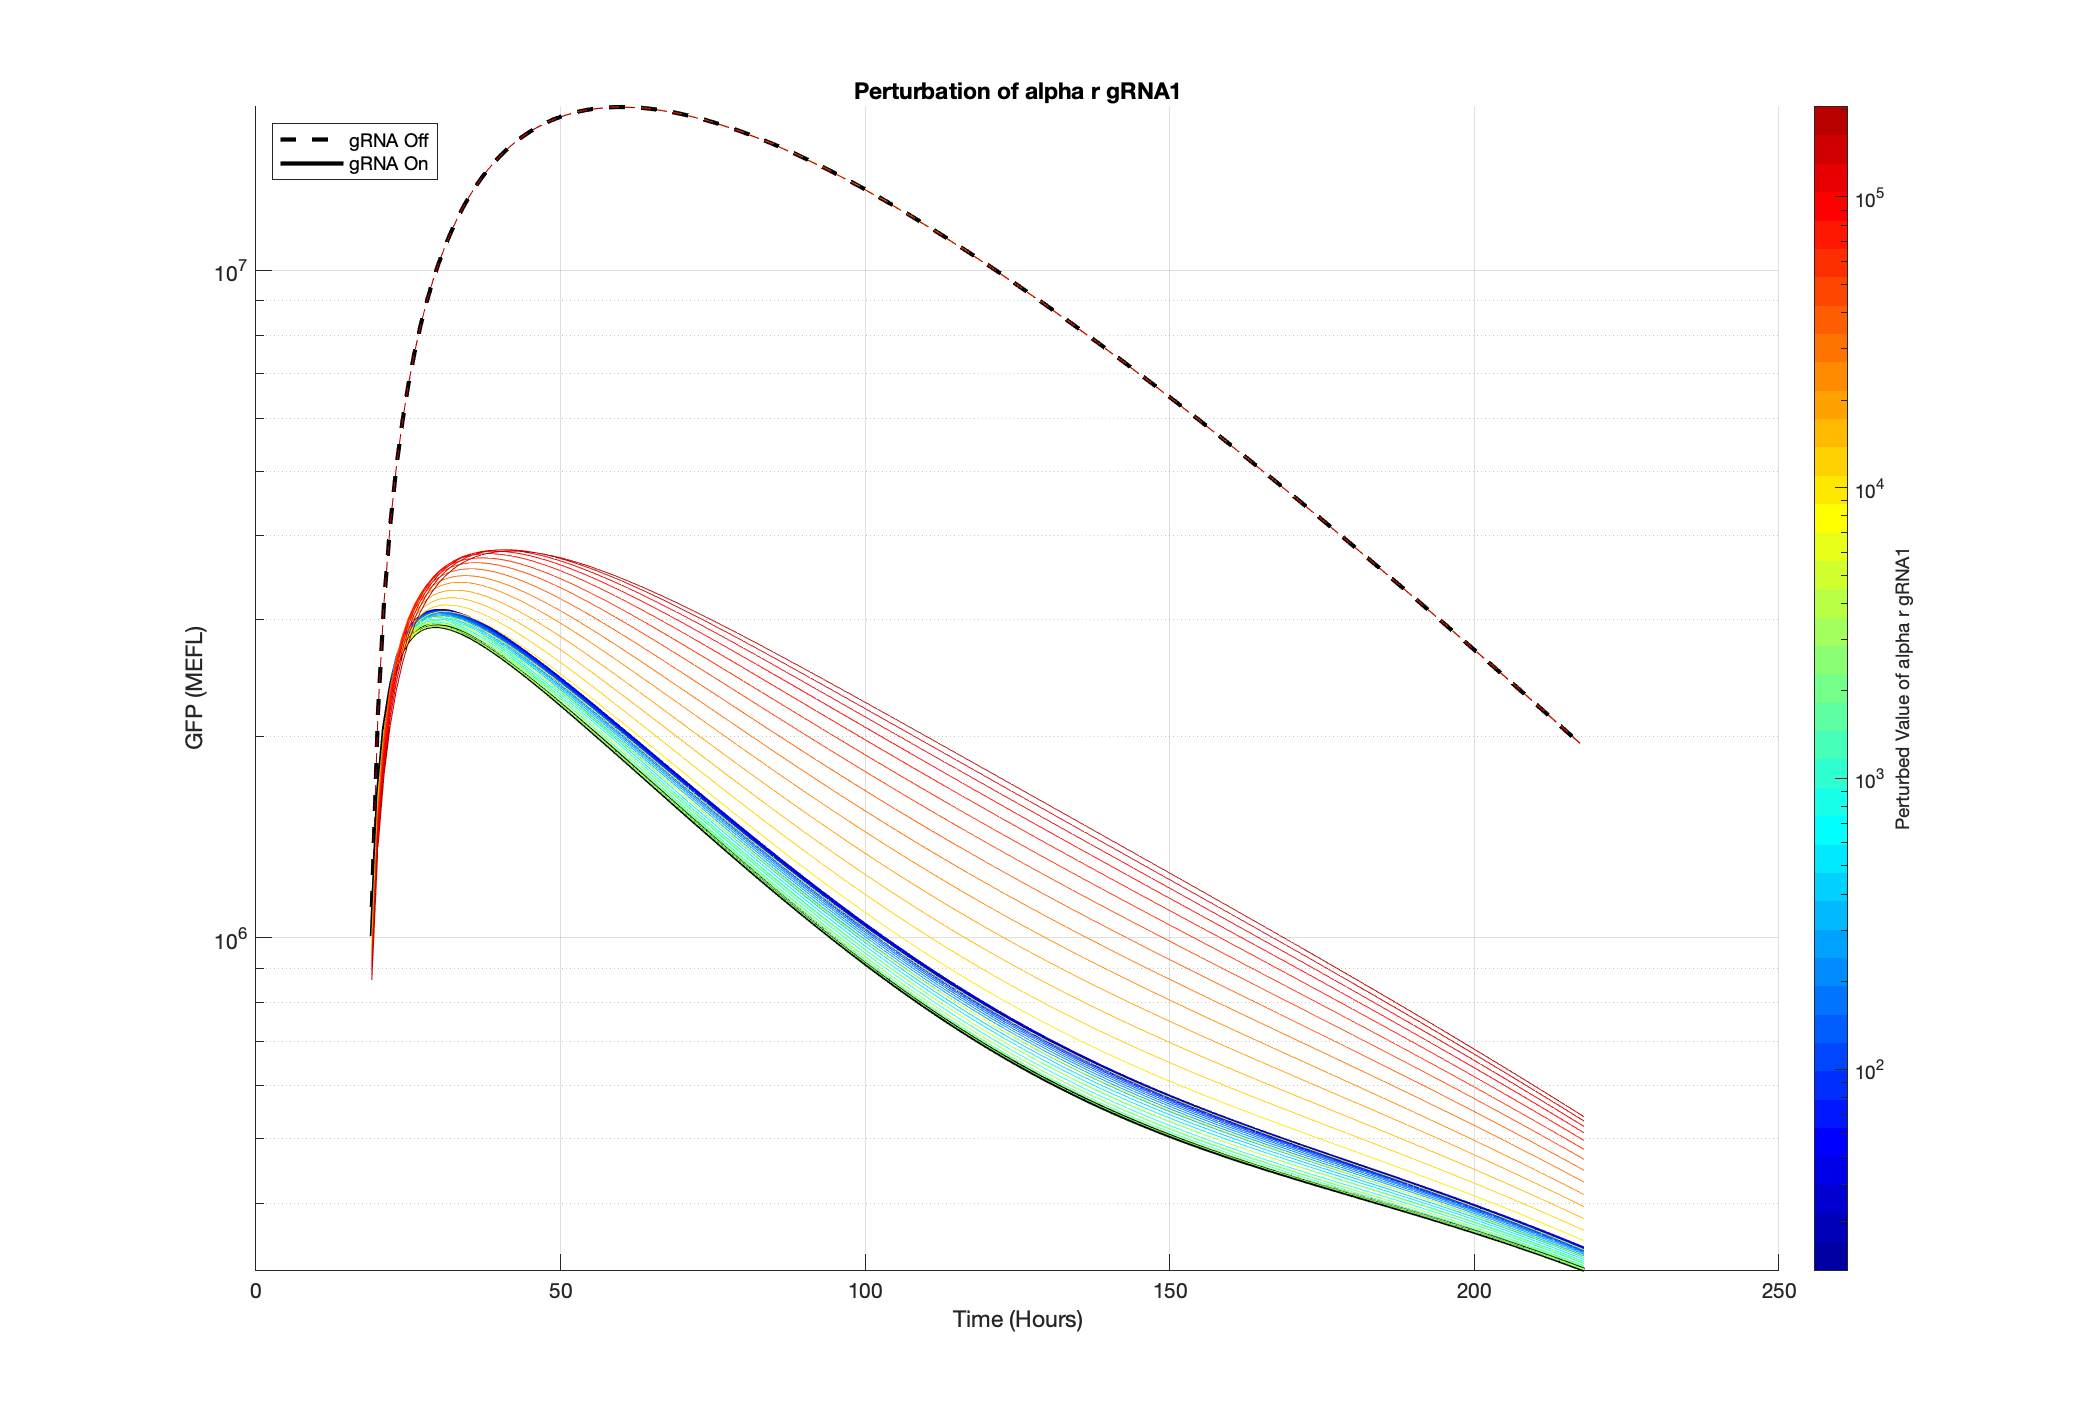 Perturbation of alpha r gRNA1
gRNA Off
gRNA On
10^7
10^6
GFP (MEFL)
0
50
100
150
200
250
Time (Hours)
10^5
10^4
10^3
10^2
Perturbed Value of alpha r gRNA1